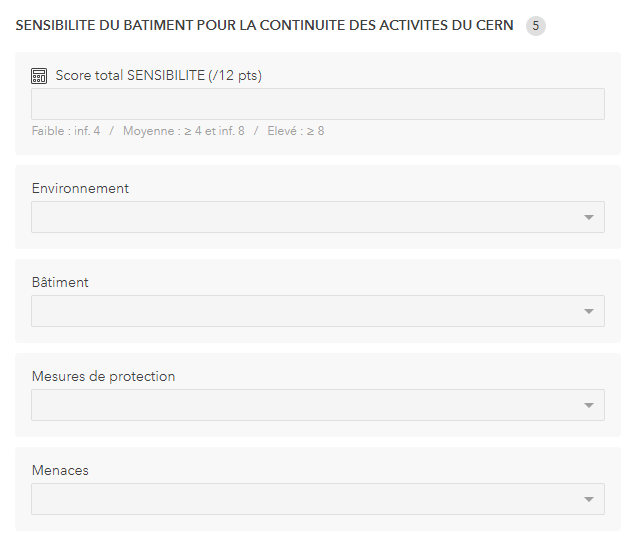 SENSIBILITE DU BATIMENT POUR LA CONTINUITE DES ACTIVITES DU CERN 5
Score total SENSIBILITE (/12 pts)
Faible : inf. 4 / Moyenne : ≥ 4 et inf. 8 / Elevé : ≥ 8
Environnement
Bâtiment
Mesures de protection
Menaces